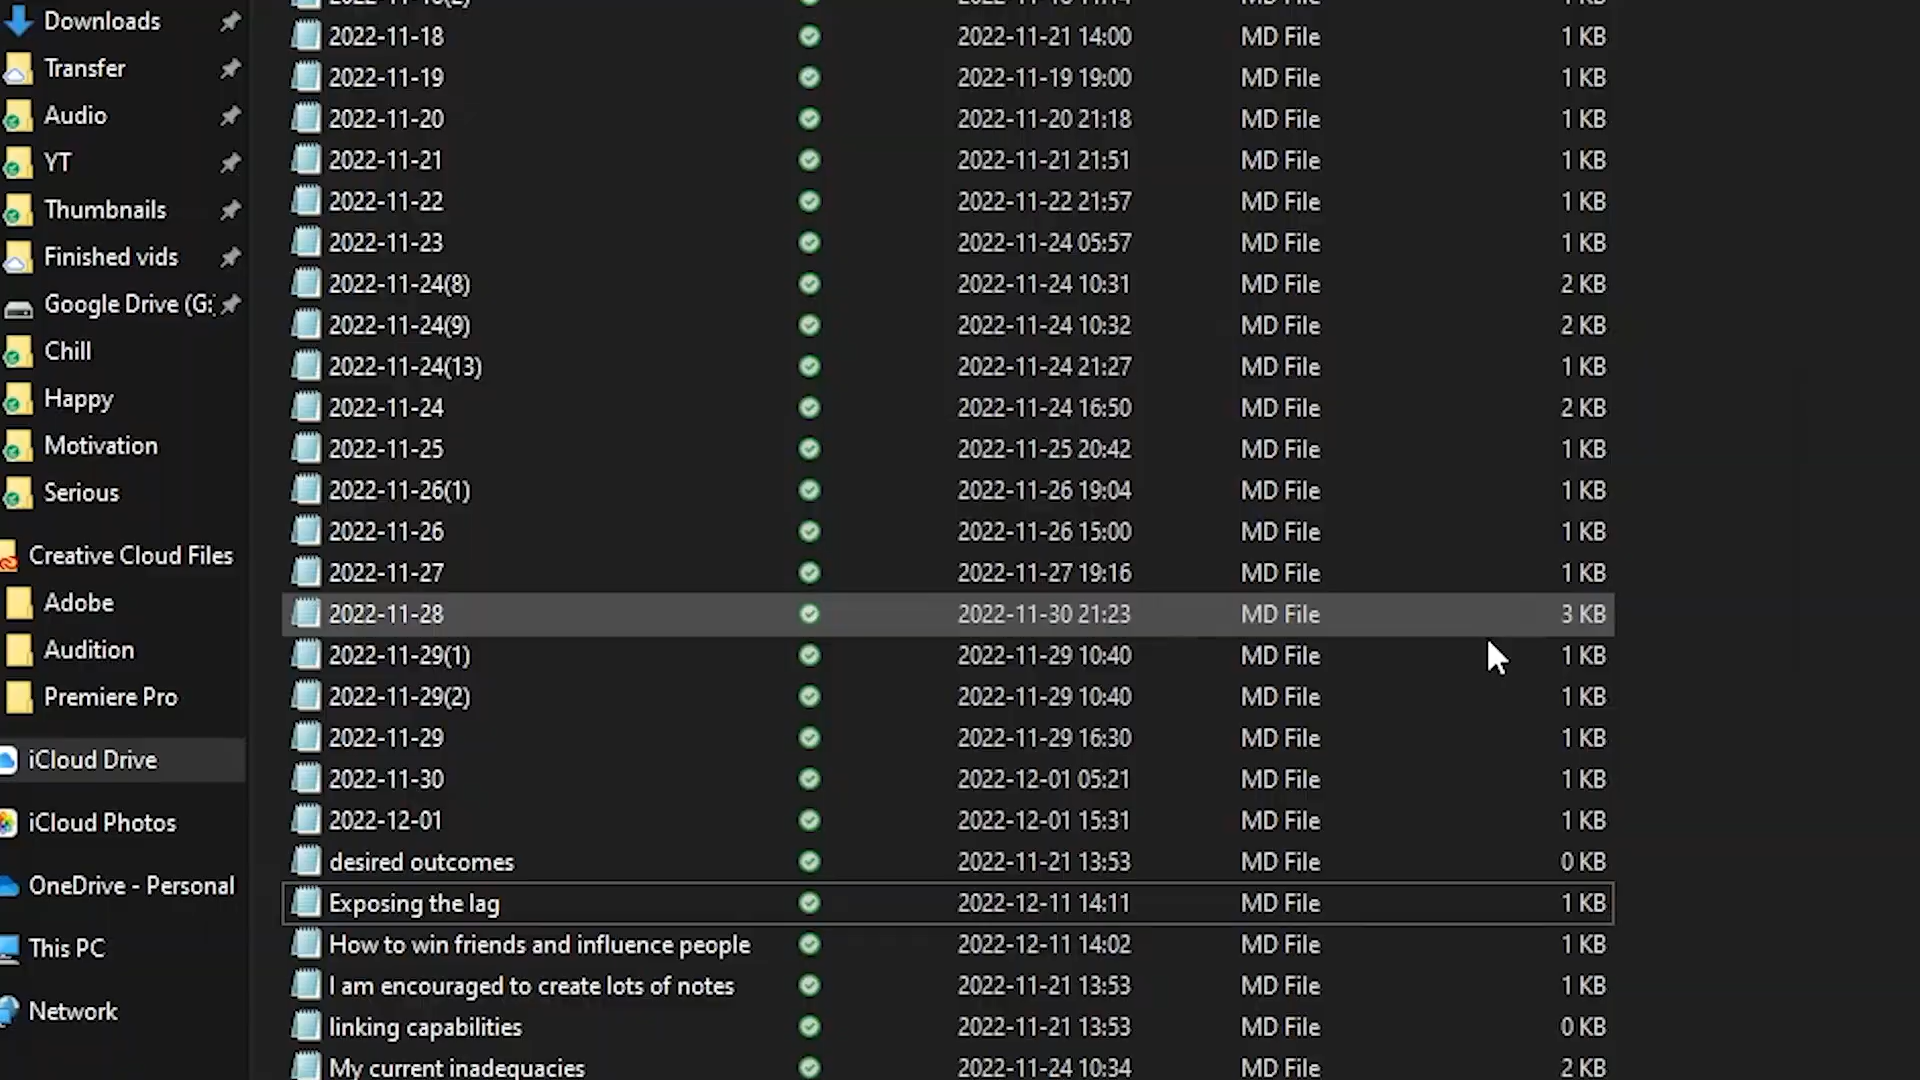 Downloads
Transfer
Audio
YT
Thumbnails
Finished vids
Google Drive (G:
Chill
Happy
Motivation
Serious
Creative Cloud Files
Adobe
Audition
Premiere Pro
iCloud Drive
iCloud Photos
OneDrive - Personal
This PC
Network
2022-11-18 2022-11-21 14:00 MD File 1 KB
2022-11-19 2022-11-19 19:00 MD File 1 KB
2022-11-20 2022-11-20 21:18 MD File 1 KB
2022-11-21 2022-11-21 21:51 MD File 1 KB
2022-11-22 2022-11-22 21:57 MD File 1 KB
2022-11-23 2022-11-24 05:57 MD File 1 KB
2022-11-24(8) 2022-11-24 10:31 MD File 2 KB
2022-11-24(9) 2022-11-24 10:32 MD File 2 KB
2022-11-24(13) 2022-11-24 21:27 MD File 1 KB
2022-11-24 2022-11-24 16:50 MD File 2 KB
2022-11-25 2022-11-25 20:42 MD File 1 KB
2022-11-26(1) 2022-11-26 19:04 MD File 1 KB
2022-11-26 2022-11-26 15:00 MD File 1 KB
2022-11-27 2022-11-27 19:16 MD File 1 KB
2022-11-28 2022-11-30 21:23 MD File 3 KB
2022-11-29(1) 2022-11-29 10:40 MD File 1 KB
2022-11-29(2) 2022-11-29 10:40 MD File 1 KB
2022-11-29 2022-11-29 16:30 MD File 1 KB
2022-11-30 2022-12-01 05:21 MD File 1 KB
2022-12-01 2022-12-01 15:31 MD File 1 KB
desired outcomes 2022-11-21 13:53 MD File 0 KB
Exposing the lag 2022-12-11 14:11 MD File 1 KB
How to win friends and influence people 2022-12-11 14:02 MD File 1 KB
I am encouraged to create lots of notes 2022-11-21 13:53 MD File 1 KB
linking capabilities 2022-11-21 13:53 MD File 0 KB
My current inadequacies 2022-11-24 10:34 MD File 2 KB